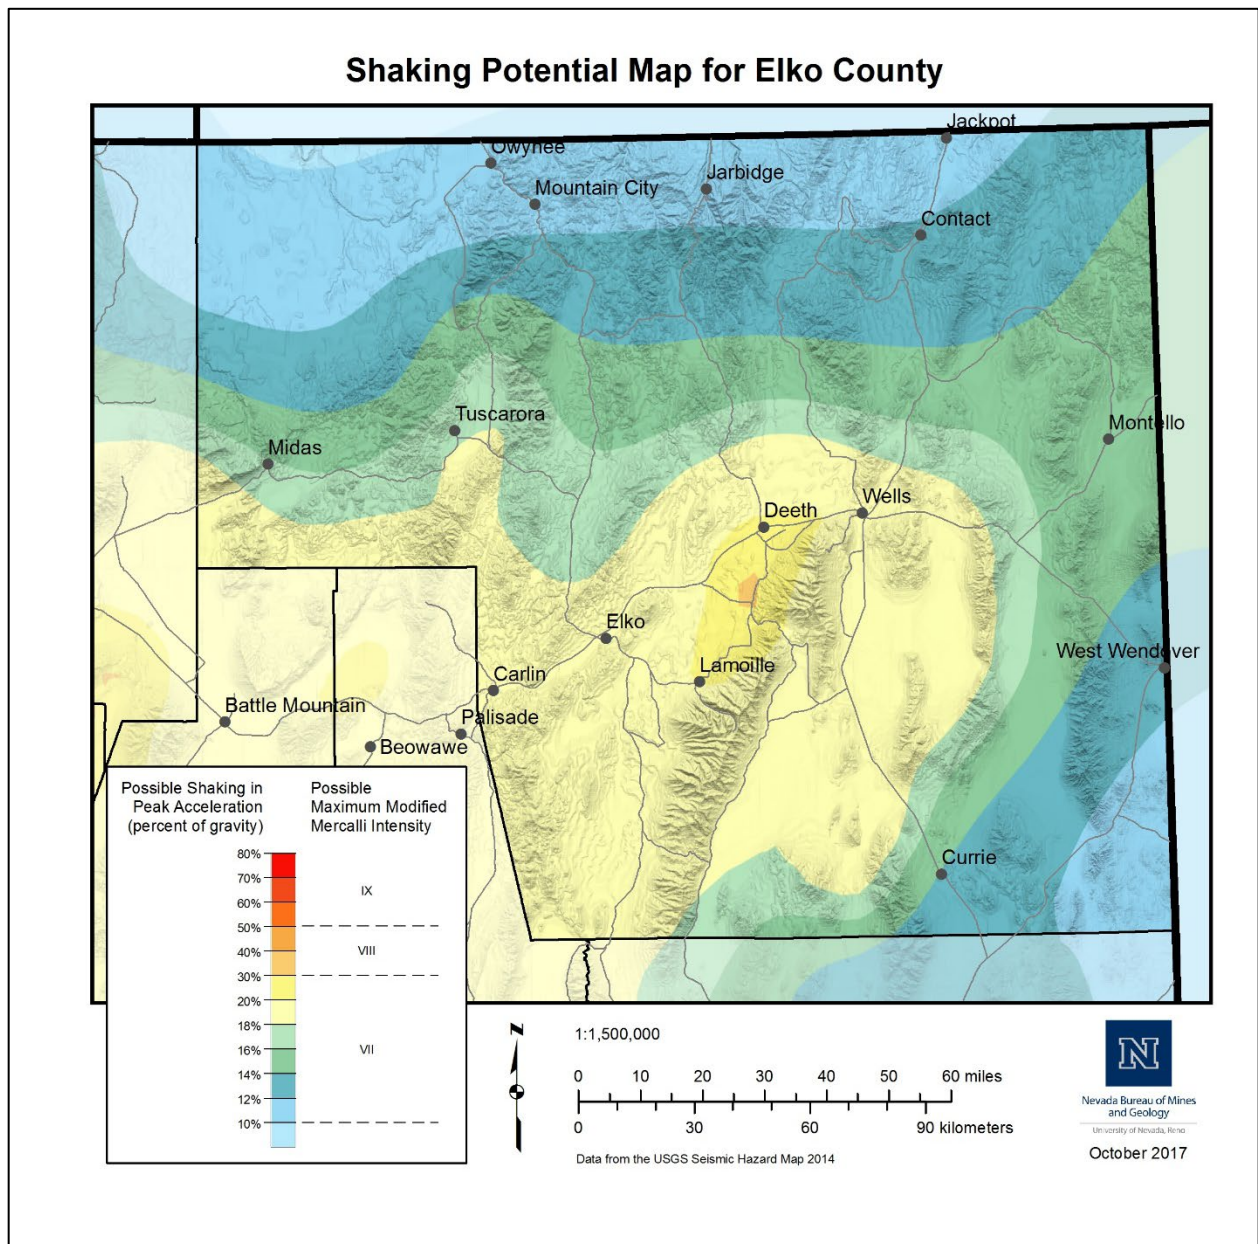 Shaking Potential Map for Elko County
Jackpot
Owyhee
Jarbidge
Mountain City
Contact
Tuscarora
Montello
Midas
Wells
Deeth
Elko
West Wendover
Lamoille
Carlin
Battle Mountain
Palisade
Beowawe
Currie
Possible Shaking in
Peak Acceleration
(percent of gravity)
Possible
Maximum Modified
Mercalli Intensity
80%
70%
60%
50%
40%
30%
20%
18%
16%
14%
12%
10%
IX
VIII
VII
N
1:1,500,000
0 10 20 30 40 50 60 miles
0 30 60 90 kilometers
Data from the USGS Seismic Hazard Map 2014
N
Nevada Bureau of Mines
and Geology
University of Nevada, Reno
October 2017